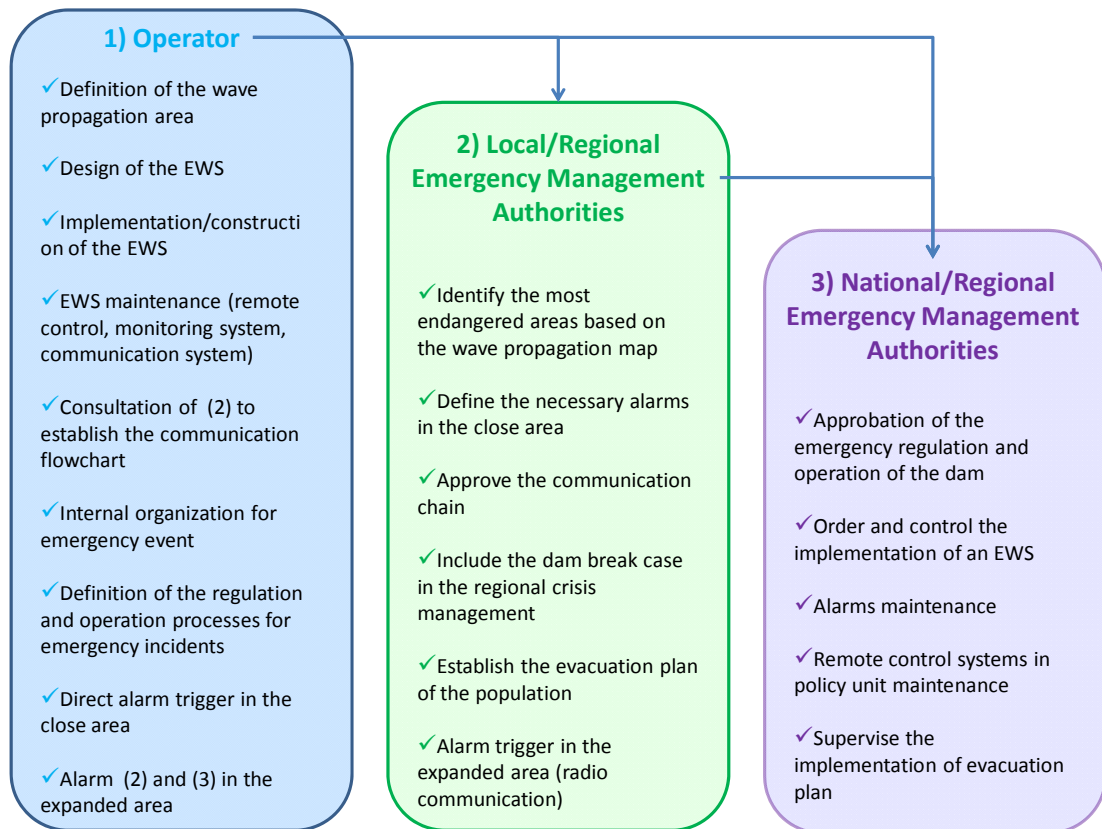 1) Operator
✓Definition of the wave
propagation area
✓Design of the EWS
✓Implementation/constructi
on of the EWS
✓EWS maintenance (remote
control, monitoring system,
communication system)
✓Consultation of (2) to
establish the communication
flowchart
✓Internal organization for
emergency event
✓Definition of the regulation
and operation processes for
emergency incidents
✓Direct alarm trigger in the
close area
✓Alarm (2) and (3) in the
expanded area
2) Local/Regional
Emergency Management
Authorities
✓Identify the most
endangered areas based on
the wave propagation map
✓Define the necessary alarms
in the close area
✓Approve the communication
chain
✓Include the dam break case
in the regional crisis
management
✓Establish the evacuation plan
of the population
✓Alarm trigger in the
expanded area (radio
communication)
3) National/Regional
Emergency Management
Authorities
✓Approbation of the
emergency regulation and
operation of the dam
✓Order and control the
implementation of an EWS
✓Alarms maintenance
✓Remote control systems in
policy unit maintenance
✓Supervise the
implementation of evacuation
plan